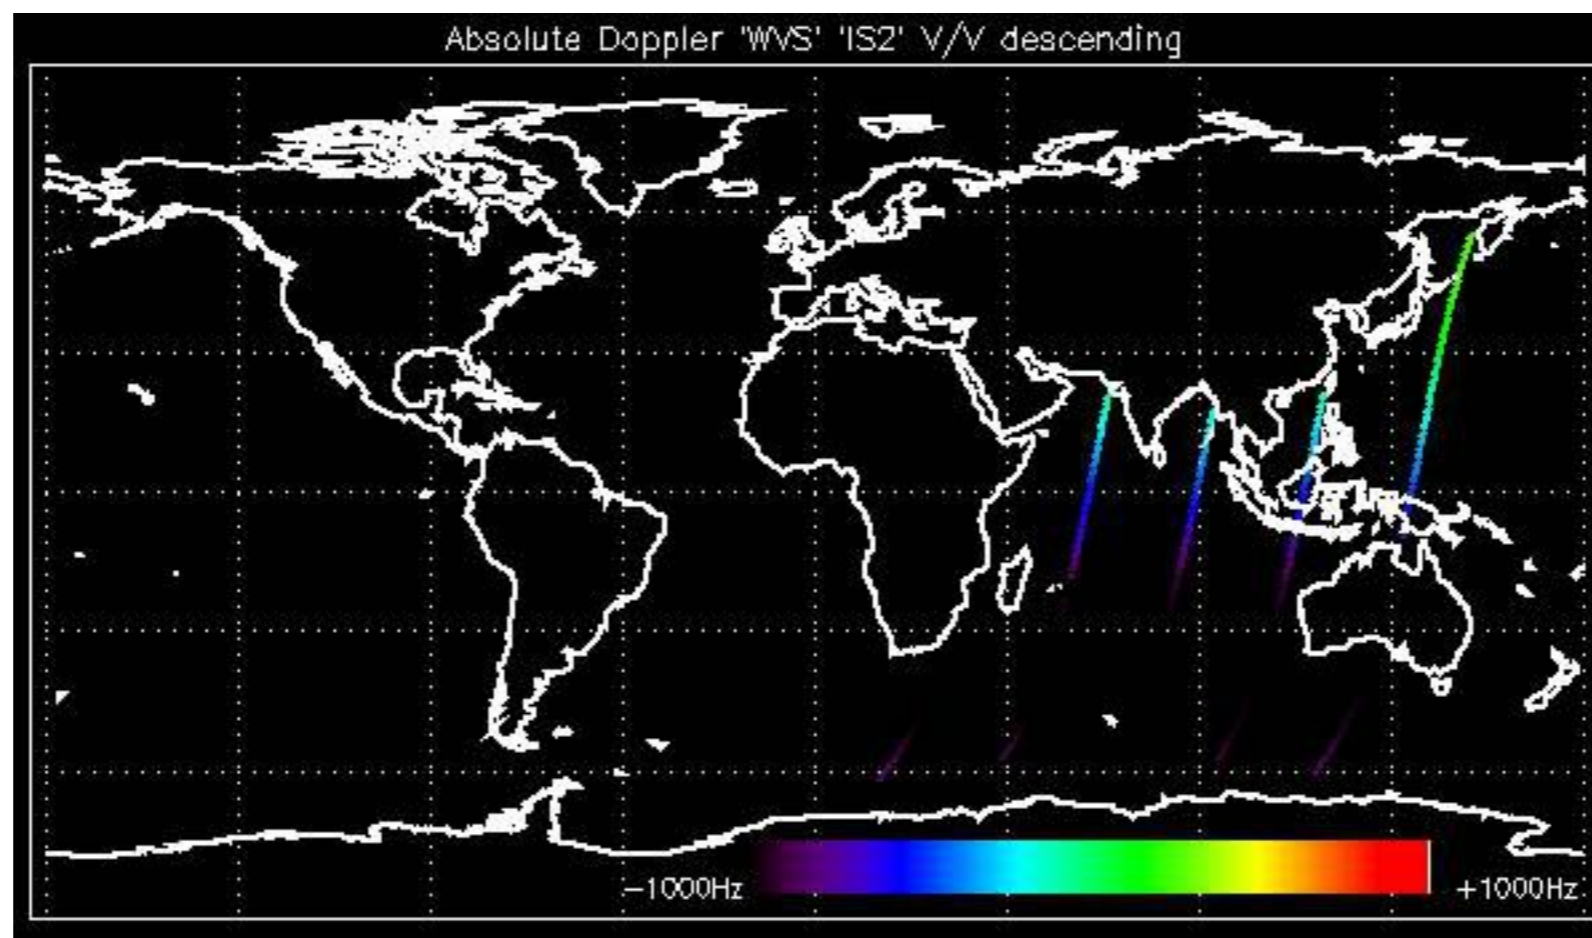 Absolute Doppler 'WVS' 'IS2' V/V descending
−1000Hz +1000Hz